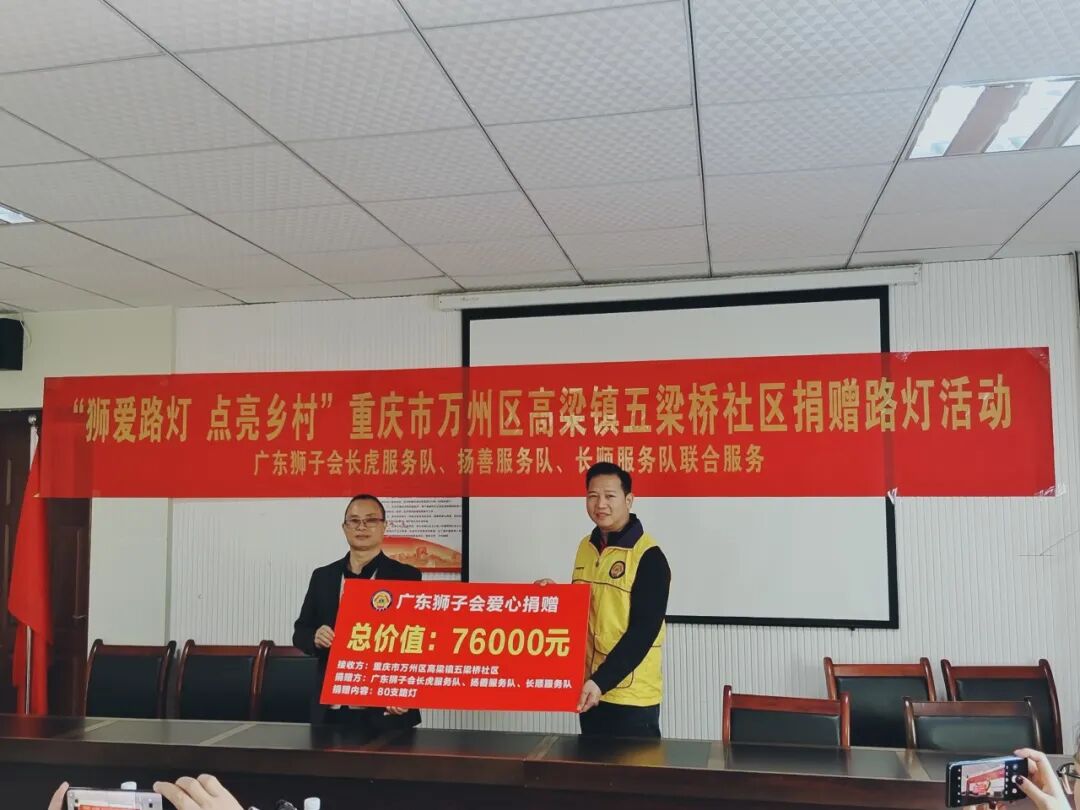 “狮爱路灯 点亮乡村”重庆市万州区高梁镇五梁桥社区捐赠路灯活动
广东狮子会长虎服务队、扬善服务队、长顺服务队联合服务
广东狮子会爱心捐赠
总价值：76000元
接收方：重庆市万州区高梁镇五梁桥社区
捐赠方：广东狮子会长虎服务队、扬善服务队、长顺服务队
捐赠内容：80支路灯